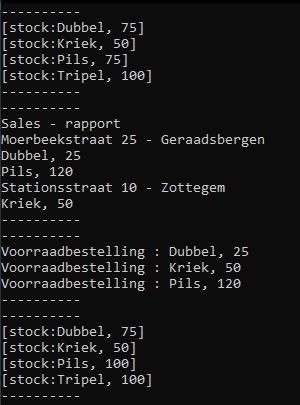 ----------
[stock:Dubbel, 75]
[stock:Kriek, 50]
[stock:Pils, 75]
[stock:Tripel, 100]
----------
----------
Sales - rapport
Moerbeekstraat 25 - Geraadsbergen
Dubbel, 25
Pils, 120
Stationsstraat 10 - Zottegem
Kriek, 50
----------
----------
Voorraadbestelling : Dubbel, 25
Voorraadbestelling : Kriek, 50
Voorraadbestelling : Pils, 120
----------
----------
[stock:Dubbel, 75]
[stock:Kriek, 50]
[stock:Pils, 100]
[stock:Tripel, 100]
----------